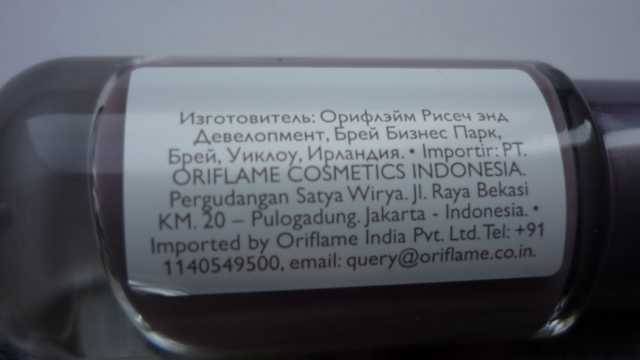 Изготовитель: Орифлэйм Рисеч энд
Девелопмент, Брей Бизнес Парк,
Брей, Уиклоу, Ирландия. • Importir: PT.
ORIFLAME COSMETICS INDONESIA.
Pergudangan Satya Wirya. Jl. Raya Bekasi
KM. 20 – Pulogadung. Jakarta - Indonesia. •
Imported by Oriflame India Pvt. Ltd. Tel: +91
1140549500, email: query@oriflame.co.in.